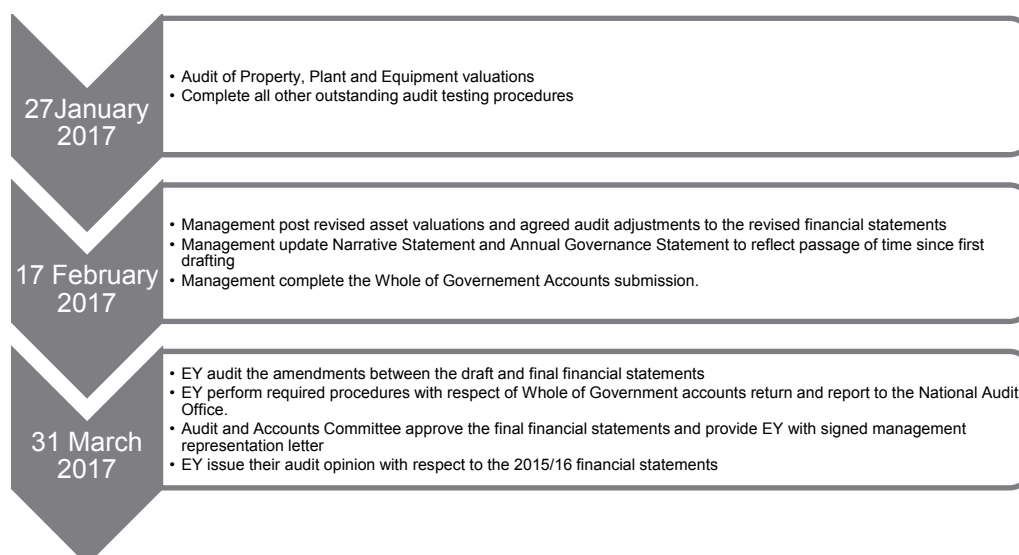 27January
2017
• Audit of Property, Plant and Equipment valuations
• Complete all other outstanding audit testing procedures
17 February
2017
• Management post revised asset valuations and agreed audit adjustments to the revised financial statements
• Management update Narrative Statement and Annual Governance Statement to reflect passage of time since first
drafting
• Management complete the Whole of Governement Accounts submission.
31 March
2017
• EY audit the amendments between the draft and final financial statements
• EY perform required procedures with respect of Whole of Government accounts return and report to the National Audit
Office.
• Audit and Accounts Committee approve the final financial statements and provide EY with signed management
representation letter
• EY issue their audit opinion with respect to the 2015/16 financial statements